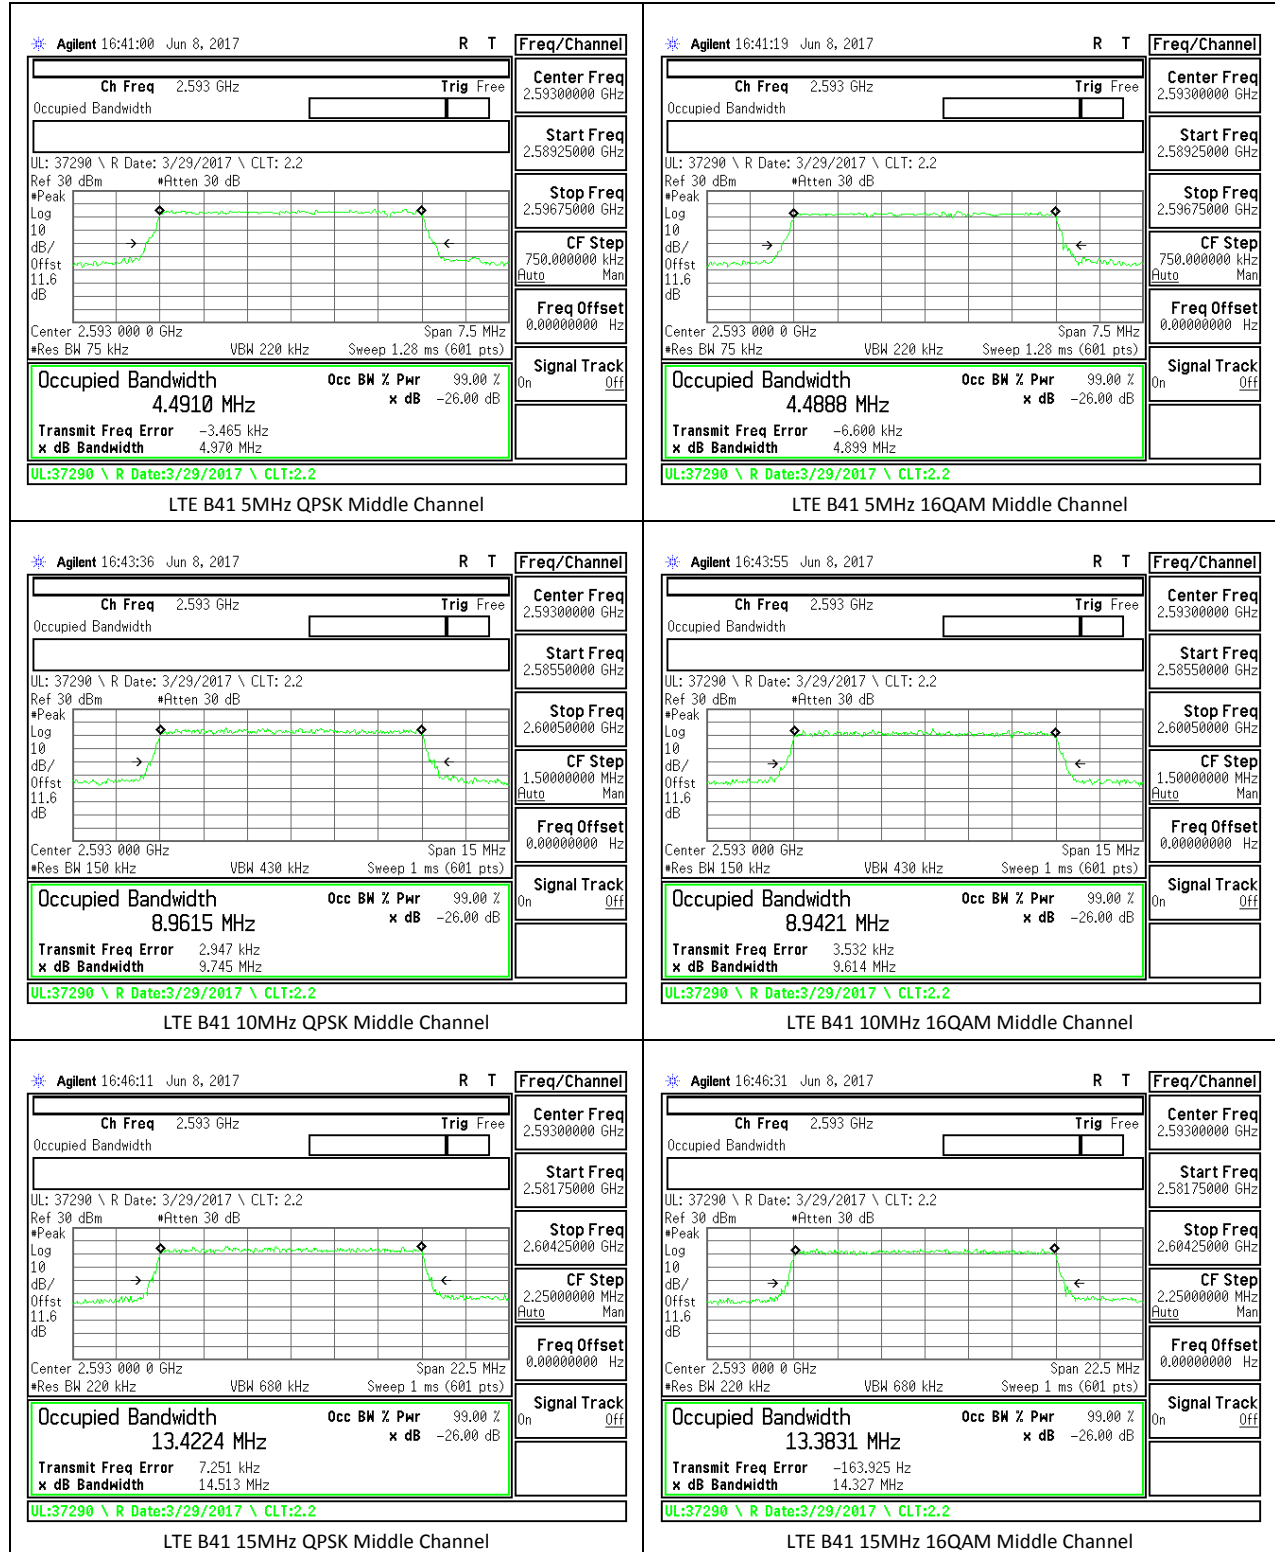 Agilent 16:41:00 Jun 8, 2017 R T Freq/Channel
Ch Freq 2.593 GHz Trig Free
Occupied Bandwidth
Center Freq
2.59300000 GHz
Start Freq
2.58925000 GHz
UL: 37290 \ R Date: 3/29/2017 \ CLT: 2.2
Ref 30 dBm #Atten 30 dB
#Peak
Log
10
dB/
Offst
11.6
dB
Stop Freq
2.59675000 GHz
CF Step
750.000000 kHz
Auto Man
Freq Offset
0.00000000 Hz
Center 2.593 000 0 GHz Span 7.5 MHz
#Res BW 75 kHz VBW 220 kHz Sweep 1.28 ms (601 pts)
Signal Track
On Off
Occupied Bandwidth Occ BW % Pwr 99.00 %
4.4910 MHz x dB -26.00 dB
Transmit Freq Error -3.465 kHz
x dB Bandwidth 4.970 MHz
UL:37290 \ R Date:3/29/2017 \ CLT:2.2
LTE B41 5MHz QPSK Middle Channel
Agilent 16:41:19 Jun 8, 2017 R T Freq/Channel
Ch Freq 2.593 GHz Trig Free
Occupied Bandwidth
Center Freq
2.59300000 GHz
Start Freq
2.58925000 GHz
UL: 37290 \ R Date: 3/29/2017 \ CLT: 2.2
Ref 30 dBm #Atten 30 dB
#Peak
Log
10
dB/
Offst
11.6
dB
Stop Freq
2.59675000 GHz
CF Step
750.000000 kHz
Auto Man
Freq Offset
0.00000000 Hz
Center 2.593 000 0 GHz Span 7.5 MHz
#Res BW 75 kHz VBW 220 kHz Sweep 1.28 ms (601 pts)
Signal Track
On Off
Occupied Bandwidth Occ BW % Pwr 99.00 %
4.4888 MHz x dB -26.00 dB
Transmit Freq Error -6.600 kHz
x dB Bandwidth 4.899 MHz
UL:37290 \ R Date:3/29/2017 \ CLT:2.2
LTE B41 5MHz 16QAM Middle Channel
Agilent 16:43:36 Jun 8, 2017 R T Freq/Channel
Ch Freq 2.593 GHz Trig Free
Occupied Bandwidth
Center Freq
2.59300000 GHz
Start Freq
2.58550000 GHz
UL: 37290 \ R Date: 3/29/2017 \ CLT: 2.2
Ref 30 dBm #Atten 30 dB
#Peak
Log
10
dB/
Offst
11.6
dB
Stop Freq
2.60050000 GHz
CF Step
1.50000000 MHz
Auto Man
Freq Offset
0.00000000 Hz
Center 2.593 000 GHz Span 15 MHz
#Res BW 150 kHz VBW 430 kHz Sweep 1 ms (601 pts)
Signal Track
On Off
Occupied Bandwidth Occ BW % Pwr 99.00 %
8.9615 MHz x dB -26.00 dB
Transmit Freq Error 2.947 kHz
x dB Bandwidth 9.745 MHz
UL:37290 \ R Date:3/29/2017 \ CLT:2.2
LTE B41 10MHz QPSK Middle Channel
Agilent 16:43:55 Jun 8, 2017 R T Freq/Channel
Ch Freq 2.593 GHz Trig Free
Occupied Bandwidth
Center Freq
2.59300000 GHz
Start Freq
2.58550000 GHz
UL: 37290 \ R Date: 3/29/2017 \ CLT: 2.2
Ref 30 dBm #Atten 30 dB
#Peak
Log
10
dB/
Offst
11.6
dB
Stop Freq
2.60050000 GHz
CF Step
1.50000000 MHz
Auto Man
Freq Offset
0.00000000 Hz
Center 2.593 000 GHz Span 15 MHz
#Res BW 150 kHz VBW 430 kHz Sweep 1 ms (601 pts)
Signal Track
On Off
Occupied Bandwidth Occ BW % Pwr 99.00 %
8.9421 MHz x dB -26.00 dB
Transmit Freq Error 3.532 kHz
x dB Bandwidth 9.614 MHz
UL:37290 \ R Date:3/29/2017 \ CLT:2.2
LTE B41 10MHz 16QAM Middle Channel
Agilent 16:46:11 Jun 8, 2017 R T Freq/Channel
Ch Freq 2.593 GHz Trig Free
Occupied Bandwidth
Center Freq
2.59300000 GHz
Start Freq
2.58175000 GHz
UL: 37290 \ R Date: 3/29/2017 \ CLT: 2.2
Ref 30 dBm #Atten 30 dB
#Peak
Log
10
dB/
Offst
11.6
dB
Stop Freq
2.60425000 GHz
CF Step
2.25000000 MHz
Auto Man
Freq Offset
0.00000000 Hz
Center 2.593 000 0 GHz Span 22.5 MHz
#Res BW 220 kHz VBW 680 kHz Sweep 1 ms (601 pts)
Signal Track
On Off
Occupied Bandwidth Occ BW % Pwr 99.00 %
13.4224 MHz x dB -26.00 dB
Transmit Freq Error 7.251 kHz
x dB Bandwidth 14.513 MHz
UL:37290 \ R Date:3/29/2017 \ CLT:2.2
LTE B41 15MHz QPSK Middle Channel
Agilent 16:46:31 Jun 8, 2017 R T Freq/Channel
Ch Freq 2.593 GHz Trig Free
Occupied Bandwidth
Center Freq
2.59300000 GHz
Start Freq
2.58175000 GHz
UL: 37290 \ R Date: 3/29/2017 \ CLT: 2.2
Ref 30 dBm #Atten 30 dB
#Peak
Log
10
dB/
Offst
11.6
dB
Stop Freq
2.60425000 GHz
CF Step
2.25000000 MHz
Auto Man
Freq Offset
0.00000000 Hz
Center 2.593 000 0 GHz Span 22.5 MHz
#Res BW 220 kHz VBW 680 kHz Sweep 1 ms (601 pts)
Signal Track
On Off
Occupied Bandwidth Occ BW % Pwr 99.00 %
13.3831 MHz x dB -26.00 dB
Transmit Freq Error -163.925 Hz
x dB Bandwidth 14.327 MHz
UL:37290 \ R Date:3/29/2017 \ CLT:2.2
LTE B41 15MHz 16QAM Middle Channel